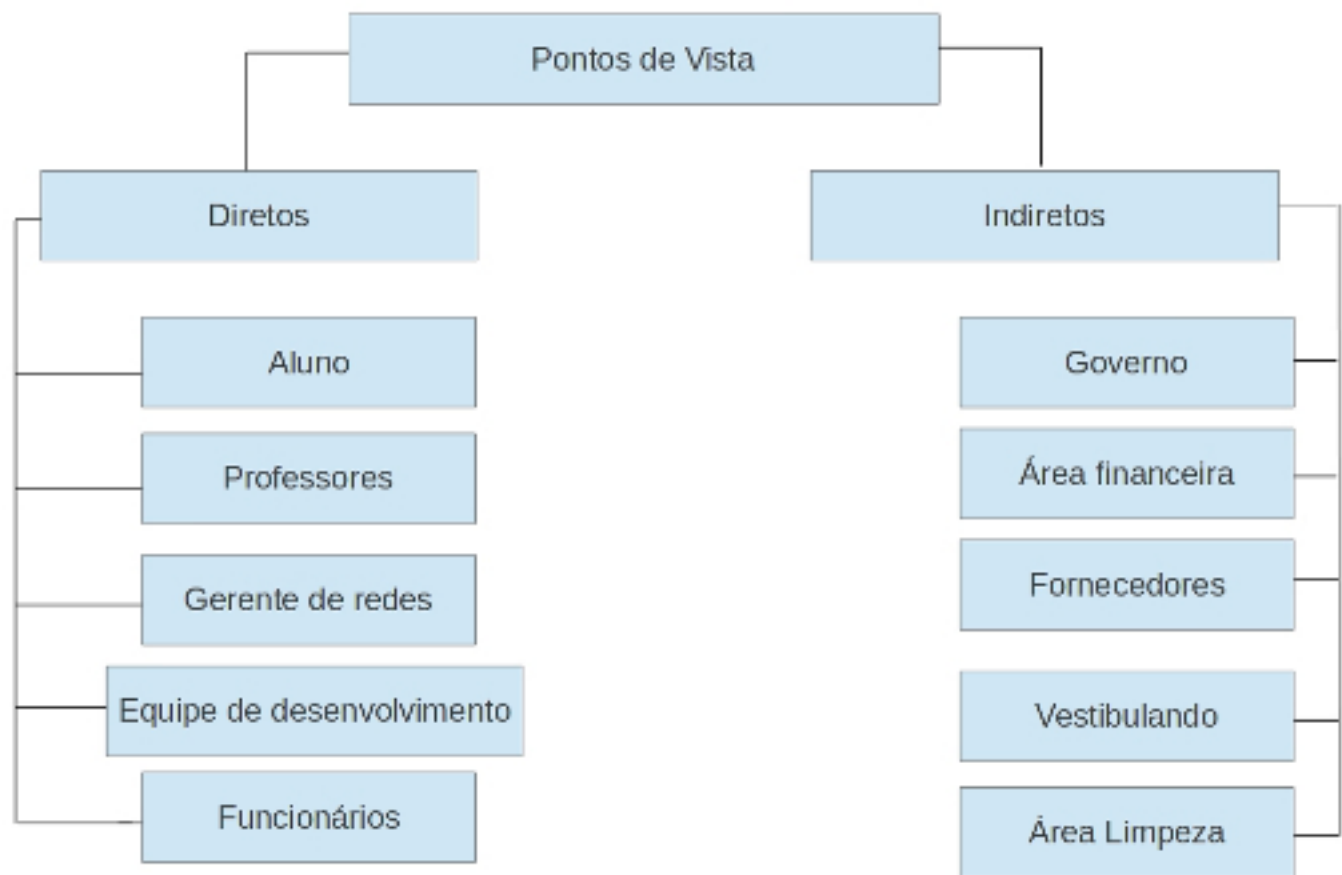 Pontos de Vista
Diretos
Indiretos
Aluno
Governo
Professores
Área financeira
Gerente de redes
Fornecedores
Equipe de desenvolvimento
Vestibulando
Funcionários
Área Limpeza